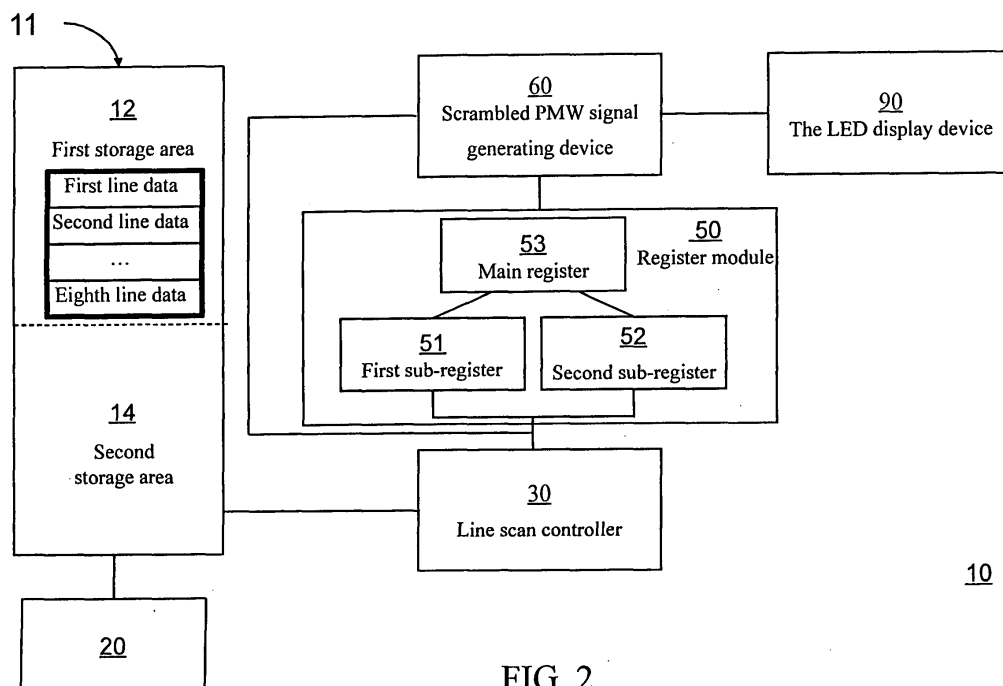 11
12
First storage area
First line data
Second line data
...
Eighth line data
14
Second
storage area
20
60
Scrambled PMW signal
generating device
90
The LED display device
50
Register module
53
Main register
51
First sub-register
52
Second sub-register
30
Line scan controller
10
FIG. 2